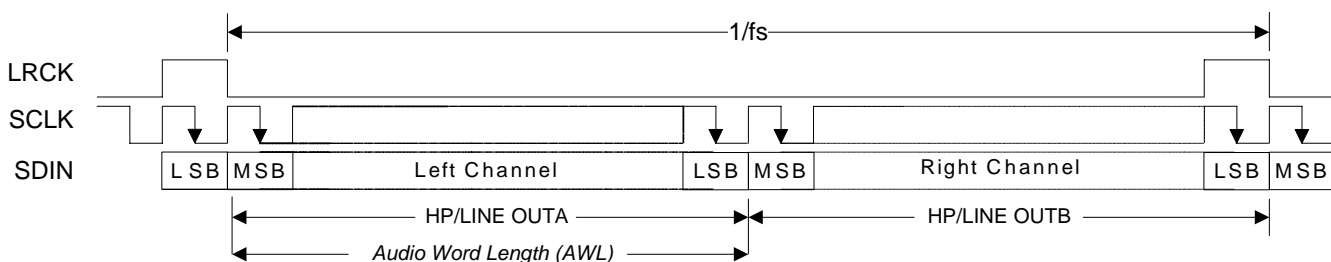 1/fs
LRCK
SCLK
SDIN
LSB MSB Left Channel LSB MSB Right Channel LSB MSB
HP/LINE OUTA HP/LINE OUTB
Audio Word Length (AWL)